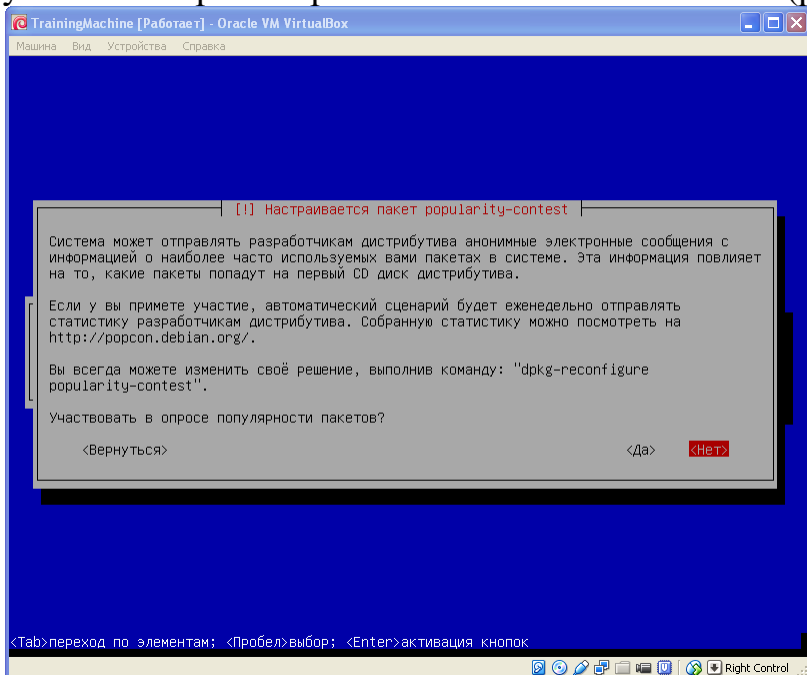 TrainingMachine [Работает] - Oracle VM VirtualBox
Машина Вид Устройства Справка
[!] Настраивается пакет popularity-contest
Система может отправлять разработчикам дистрибутива анонимные электронные сообщения с
информацией о наиболее часто используемых вами пакетах в системе. Эта информация повлияет
на то, какие пакеты попадут на первый CD диск дистрибутива.
Если у вы примете участие, автоматический сценарий будет еженедельно отправлять
статистику разработчикам дистрибутива. Собранную статистику можно посмотреть на
http://popcon.debian.org/.
Вы всегда можете изменить своё решение, выполнив команду: "dpkg-reconfigure
popularity-contest".
Участвовать в опросе популярности пакетов?
<Вернуться> <Да> <Нет>
<Tab>переход по элементам; <Пробел>выбор; <Enter>активация кнопок
Right Control